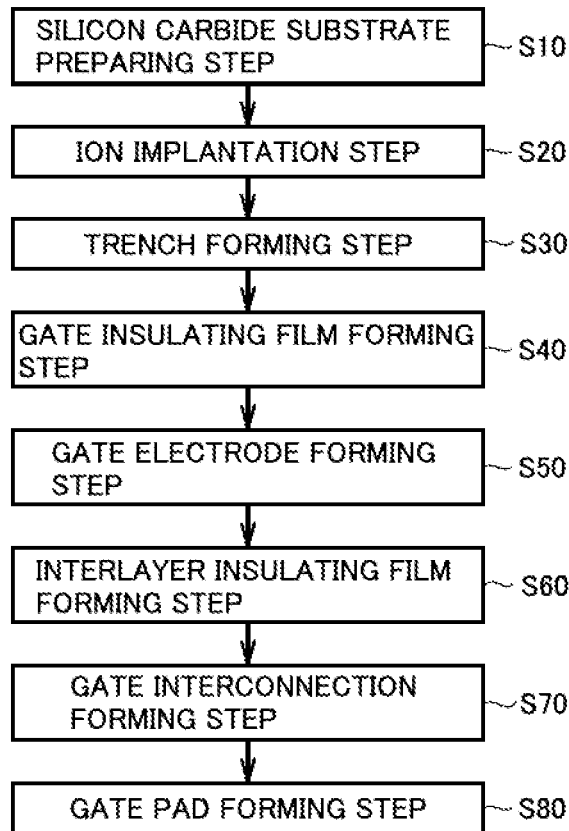 SILICON CARBIDE SUBSTRATE
PREPARING STEP
S10
ION IMPLANTATION STEP
S20
TRENCH FORMING STEP
S30
GATE INSULATING FILM FORMING
STEP
S40
GATE ELECTRODE FORMING
STEP
S50
INTERLAYER INSULATING FILM
FORMING STEP
S60
GATE INTERCONNECTION
FORMING STEP
S70
GATE PAD FORMING STEP
S80